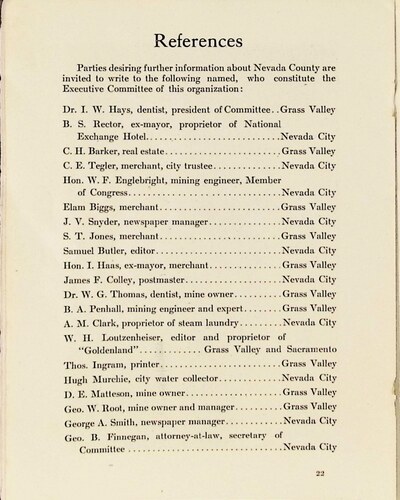 References
Parties desiring further information about Nevada County are
invited to write to the following named, who constitute the
Executive Committee of this organization:
Dr. I. W. Hays, dentist, president of Committee..Grass Valley
B. S. Rector, ex-mayor, proprietor of National
Exchange Hotel..............................Nevada City
C. H. Barker, real estate..........................Grass Valley
C. E. Tegler, merchant, city trustee.................Nevada City
Hon. W. F. Englebright, mining engineer, Member
of Congress..................................Nevada City
Elam Biggs, merchant............................Grass Valley
J. V. Snyder, newspaper manager..................Nevada City
S. T. Jones, merchant............................Grass Valley
Samuel Butler, editor............................Nevada City
Hon. I. Haas, ex-mayor, merchant.................Grass Valley
James F. Colley, postmaster.......................Nevada City
Dr. W. G. Thomas, dentist, mine owner............Grass Valley
B. A. Penhall, mining engineer and expert.........Grass Valley
A. M. Clark, proprietor of steam laundry...........Nevada City
W. H. Loutzenheiser, editor and proprietor of
"Goldenland"............. Grass Valley and Sacramento
Thos. Ingram, printer............................Grass Valley
Hugh Murchie, city water collector................Nevada City
D. E. Matteson, mine owner.......................Grass Valley
Geo. W. Root, mine owner and manager............Grass Valley
George A. Smith, newspaper manager..............Nevada City
Geo. B. Finnegan, attorney-at-law, secretary of
Committee .................................Nevada City
22